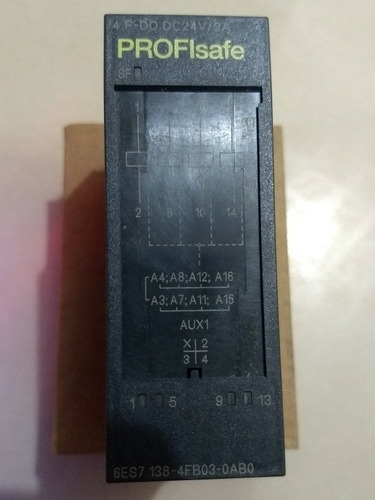 4 F-DO DC24V/2A
PROFIsafe
SF
2 6 10 14
A4; A8; A12; A16
A3; A7; A11; A15
AUX1
X 2
3 4
1 5 9 13
6ES7 138-4FB03-0AB0